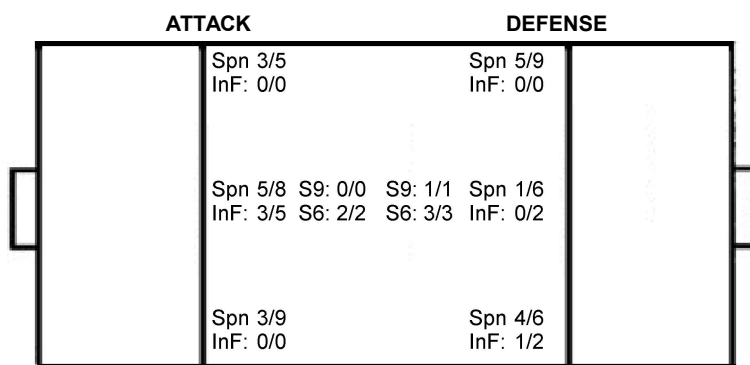 ATTACK DEFENSE
Spn 3/5 Spn 5/9
InF: 0/0 InF: 0/0
Spn 5/8 S9: 0/0 S9: 1/1 Spn 1/6
InF: 3/5 S6: 2/2 S6: 3/3 InF: 0/2
Spn 3/9 Spn 4/6
InF: 0/0 InF: 1/2